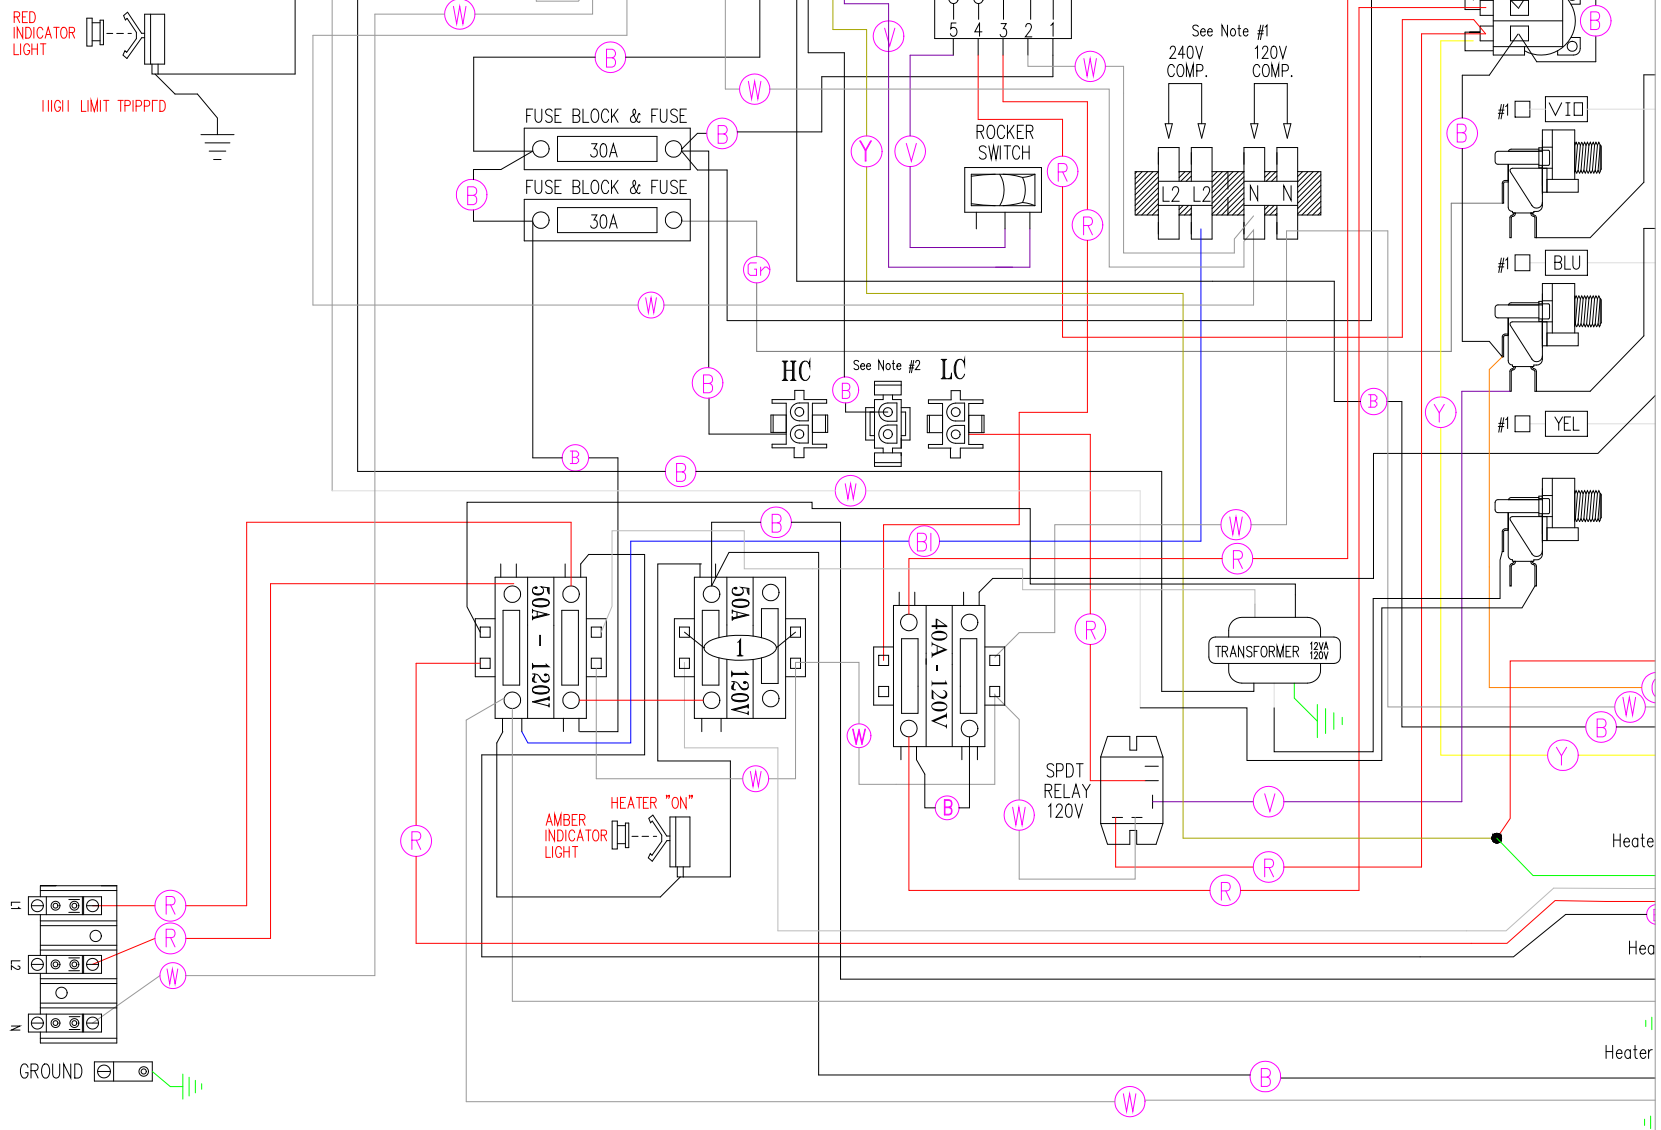 RED
INDICATOR
LIGHT
LIMIT
W
B
V
W
W
5 4 3 2 1
See Note #1
240V
COMP.
120V
COMP.
B
FUSE BLOCK & FUSE
30A
B
FUSE BLOCK & FUSE
30A
B
Y
V
ROCKER
SWITCH
R
R
L2 L2 N N
#1 VIO
B
#1 BLU
Gr
W
HC
See Note #2
LC
B
B
B
Y
#1 YEL
B
B
W
B
Bl
W
R
50A - 120V
50A 120V
1
40A-120V
R
TRANSFORMER 12VA
120V
W
W
B
Y
W
HEATER "ON"
AMBER
INDICATOR
LIGHT
B
W
SPDT
RELAY
120V
V
R
R
R
Heate
L1
R
R
L2
W
N
Hea
GROUND
Heater
B
W